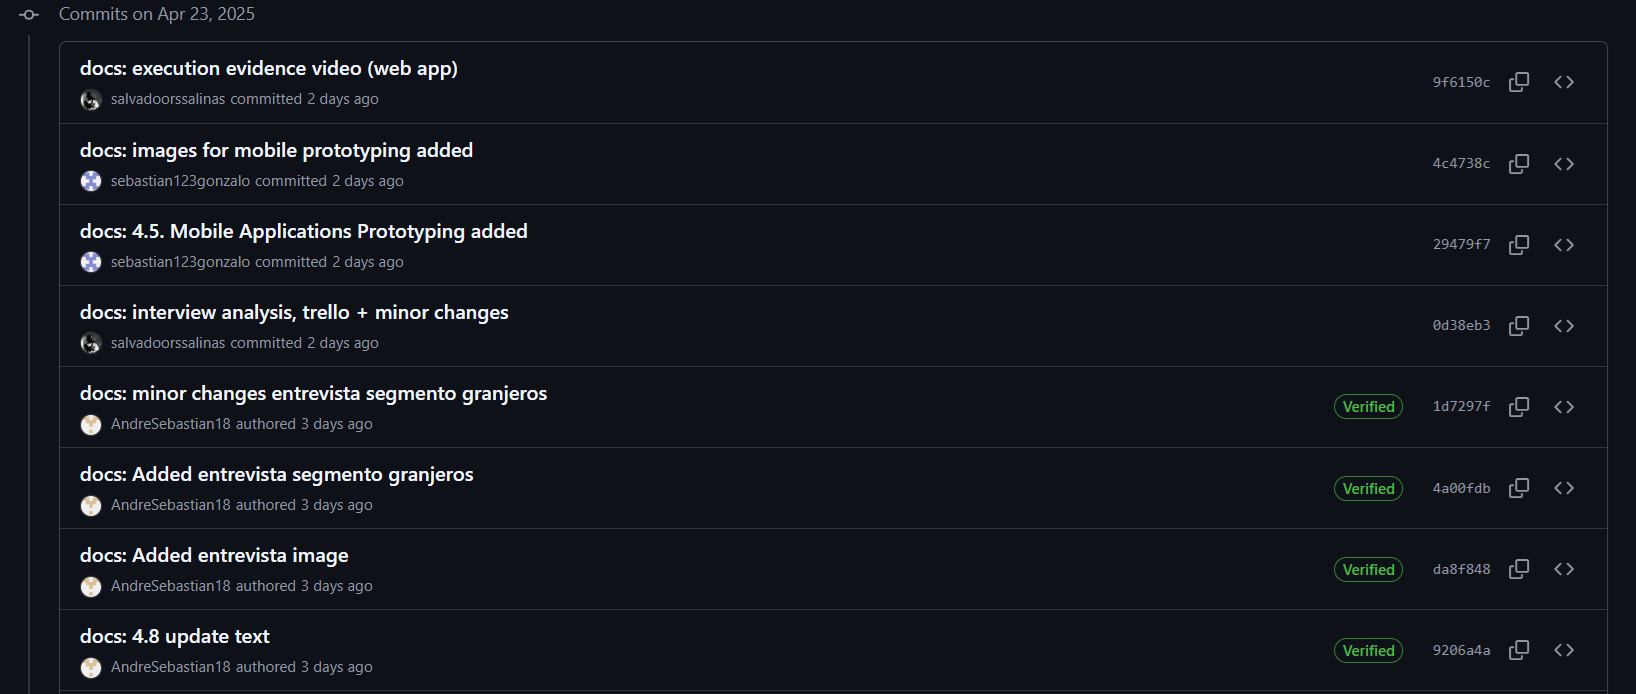 Commits on Apr 23, 2025
docs: execution evidence video (web app)
salvadoorssalinas committed 2 days ago
9f6150c
docs: images for mobile prototyping added
sebastian123gonzalo committed 2 days ago
4c4738c
docs: 4.5. Mobile Applications Prototyping added
sebastian123gonzalo committed 2 days ago
29479f7
docs: interview analysis, trello + minor changes
salvadoorssalinas committed 2 days ago
0d38eb3
docs: minor changes entrevista segmento granjeros
AndreSebastian18 authored 3 days ago
Verified 1d7297f
docs: Added entrevista segmento granjeros
AndreSebastian18 authored 3 days ago
Verified 4a00fdb
docs: Added entrevista image
AndreSebastian18 authored 3 days ago
Verified da8f848
docs: 4.8 update text
AndreSebastian18 authored 3 days ago
Verified 9206a4a